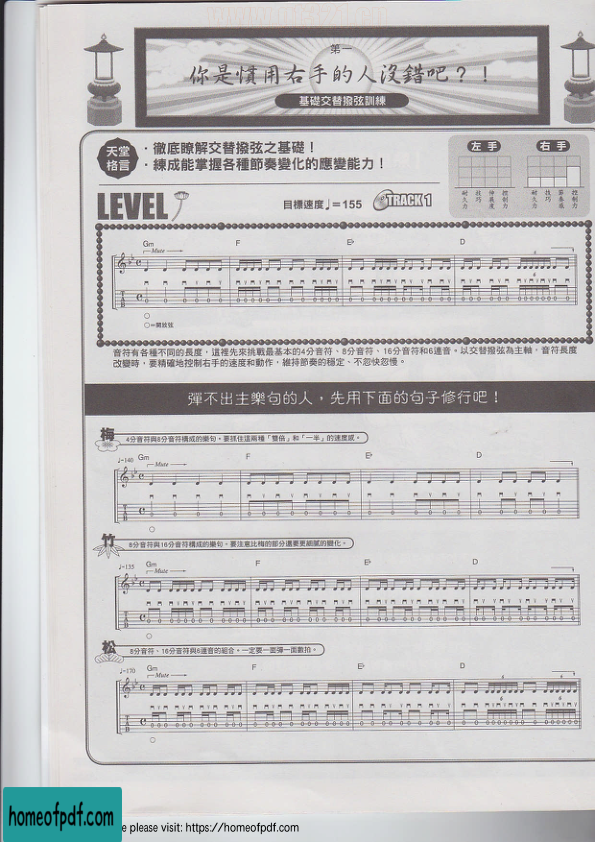 第一
你是慣用右手的人沒錯吧？！
基礎交替撥弦訓練
天堂格言
・徹底瞭解交替撥弦之基礎！
・練成能掌握各種節奏變化的應變能力！
左手
右手
耐久力 技巧 伸展度 控制力
耐久力 技巧 節奏感 控制力
LEVEL
目標速度♩＝155
TRACK 1
Gm F E♭ D
Mute
○＝開放弦
音符有各種不同的長度，這裡先來挑戰最基本的4分音符、8分音符，16分音符和6連音。以交替撥弦為主軸，音符長度
改變時，要精確地控制右手的速度和動作，維持節奏的穩定、不忽快忽慢。
彈不出主樂句的人，先用下面的句子修行吧！
梅
4分音符與8分音符構成的樂句。要抓住這兩種「雙倍」和「一半」的速度感。
♩=140 Gm F E♭ D
Mute
竹
8分音符與16分音符構成的樂句。要注意比梅的部分還要更細膩的變化。
♩=135 Gm F E♭ D
Mute
松
8分音符、16分音符與6連音的組合。一定要一面彈一面數拍。
♩=170 Gm F E♭ D
Mute
homeofpdf.com
e please visit: https://homeofpdf.com